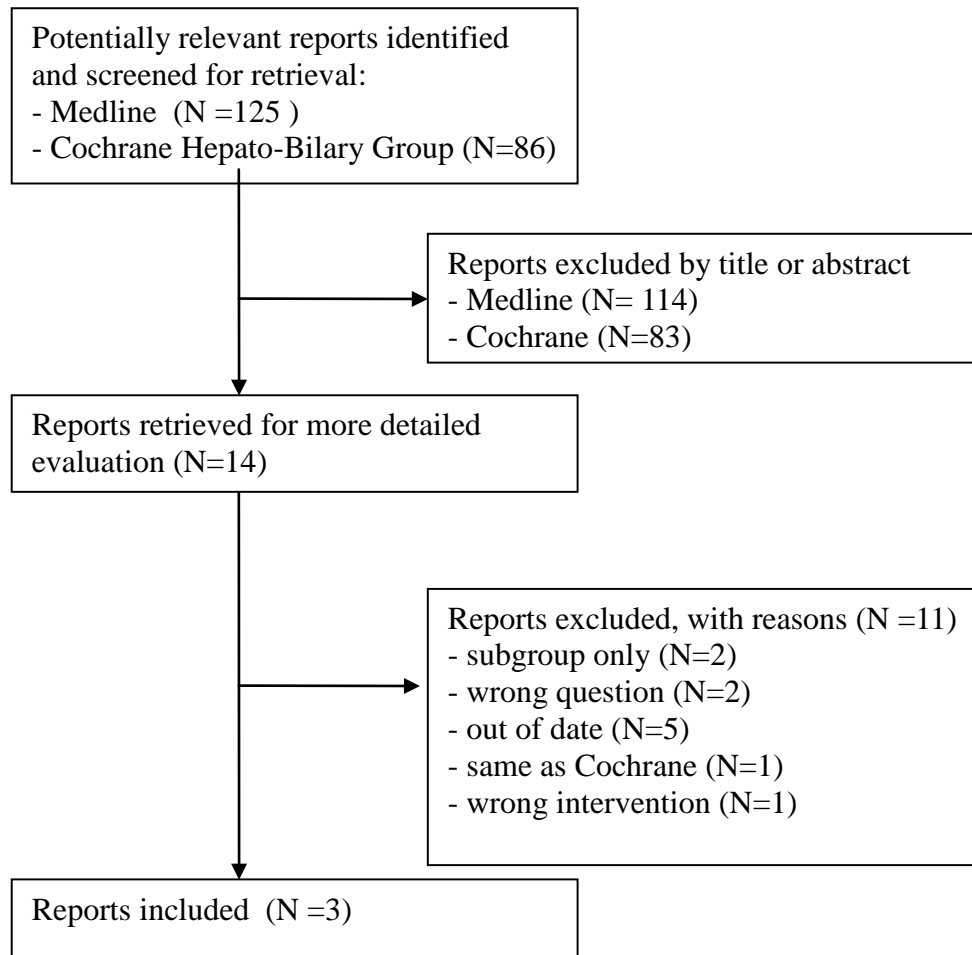 Potentially relevant reports identified
and screened for retrieval:
- Medline  (N =125 )
- Cochrane Hepato-Bilary Group (N=86)
Reports excluded by title or abstract
- Medline (N= 114)
- Cochrane (N=83)
Reports retrieved for more detailed
evaluation (N=14)
Reports excluded, with reasons (N =11)
- subgroup only (N=2)
- wrong question (N=2)
- out of date (N=5)
- same as Cochrane (N=1)
- wrong intervention (N=1)
Reports included  (N =3)